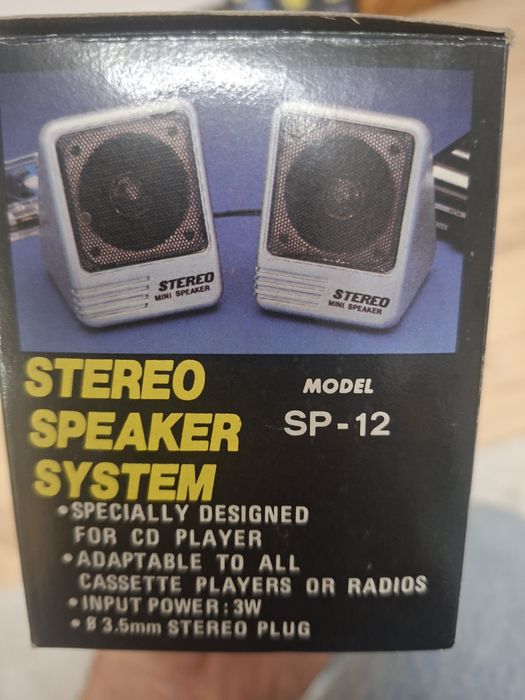 STEREO
MINI SPEAKER
STEREO
MINI SPEAKER
STEREO
SPEAKER
SYSTEM
MODEL
SP-12
•SPECIALLY DESIGNED
FOR CD PLAYER
•ADAPTABLE TO ALL
CASSETTE PLAYERS OR RADIOS
•INPUT POWER: 3W
•Ø3.5mm STEREO PLUG